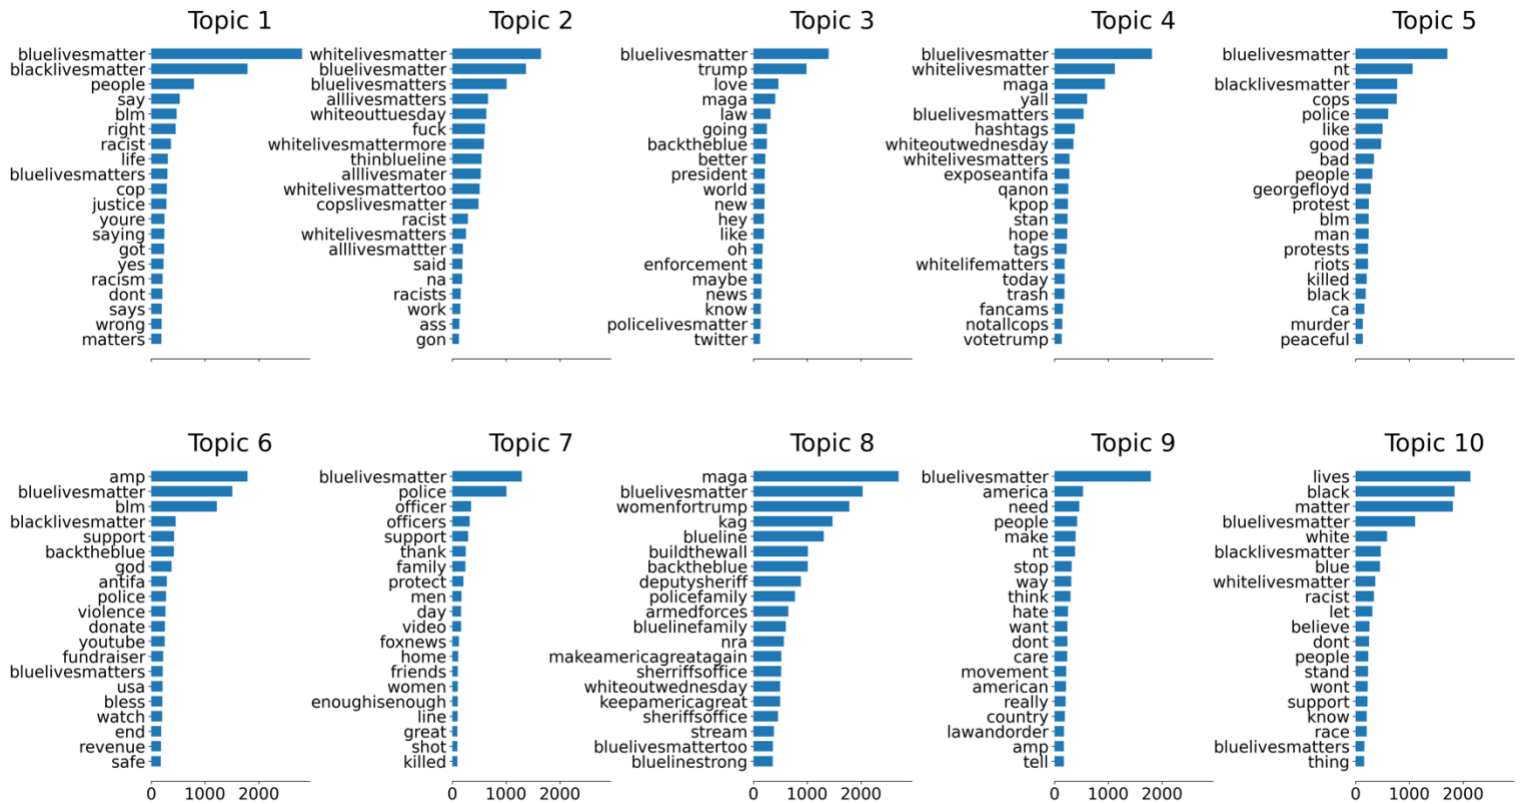 Topic 1
bluelivesmatter
blacklivesmatter
people
say
blm
right
racist
life
bluelivesmatters
cop
justice
youre
saying
got
yes
racism
dont
says
wrong
matters
0 1000 2000
Topic 2
whitelivesmatter
bluelivesmatter
bluelivesmatters
alllivesmatters
whiteouttuesday
fuck
whitelivesmattermore
thinblueline
alllivesmater
whitelivesmattertoo
copslivesmatter
racist
whitelivesmatters
alllivesmattter
said
na
racists
work
ass
gon
Topic 3
bluelivesmatter
trump
love
maga
law
going
backtheblue
better
president
world
new
hey
like
oh
enforcement
maybe
news
know
policelivesmatter
twitter
Topic 4
bluelivesmatter
whitelivesmatter
maga
yall
bluelivesmatters
hashtags
whiteoutwednesday
whitelivesmatters
exposeantifa
qanon
kpop
stan
hope
tags
whitelifematters
today
trash
fancams
notallcops
votetrump
Topic 5
bluelivesmatter
nt
blacklivesmatter
cops
police
like
good
bad
people
georgefloyd
protest
blm
man
protests
riots
killed
black
ca
murder
peaceful
Topic 6
amp
bluelivesmatter
blm
blacklivesmatter
support
backtheblue
god
antifa
police
violence
donate
youtube
fundraiser
bluelivesmatters
usa
bless
watch
end
revenue
safe
0 1000 2000
Topic 7
bluelivesmatter
police
officer
officers
support
thank
family
protect
men
day
video
foxnews
home
friends
women
enoughisenough
line
great
shot
killed
0 1000 2000
Topic 8
maga
bluelivesmatter
womenfortrump
kag
blueline
buildthewall
backtheblue
deputysheriff
policefamily
armedforces
bluelinefamily
nra
makeamericagreatagain
sherriffsoffice
whiteoutwednesday
keepamericagreat
sheriffsoffice
stream
bluelivesmattertoo
bluelinestrong
0 1000 2000
Topic 9
bluelivesmatter
america
need
people
make
nt
stop
way
think
hate
want
dont
care
movement
american
really
country
lawandorder
amp
tell
0 1000 2000
Topic 10
lives
black
matter
bluelivesmatter
white
blacklivesmatter
blue
whitelivesmatter
racist
let
believe
dont
people
stand
wont
support
know
race
bluelivesmatters
thing
0 1000 2000